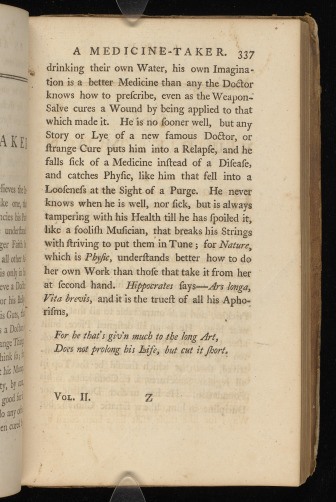 A MEDICINE-TAKER. 337
drinking their own Water, his own Imagina-
tion is a better Medicine than any the Doctor
knows how to prescribe, even as the Weapon-
Salve cures a Wound by being applied to that
which made it. He is no sooner well, but any
Story or Lye of a new famous Doctor, or
strange Cure puts him into a Relapse, and he
falls sick of a Medicine instead of a Disease,
and catches Physic, like him that fell into a
Looseness at the Sight of a Purge. He never
knows when he is well, nor sick, but is always
tampering with his Health till he has spoiled it,
like a foolish Musician, that breaks his Strings
with striving to put them in Tune; for Nature,
which is Physic, understands better how to do
her own Work than those that take it from her
at second hand. Hippocrates says—Ars longa,
Vita brevis, and it is the truest of all his Apho-
risms,
For he that's giv'n much to the long Art,
Does not prolong his Life, but cut it short.
VOL. II. Z